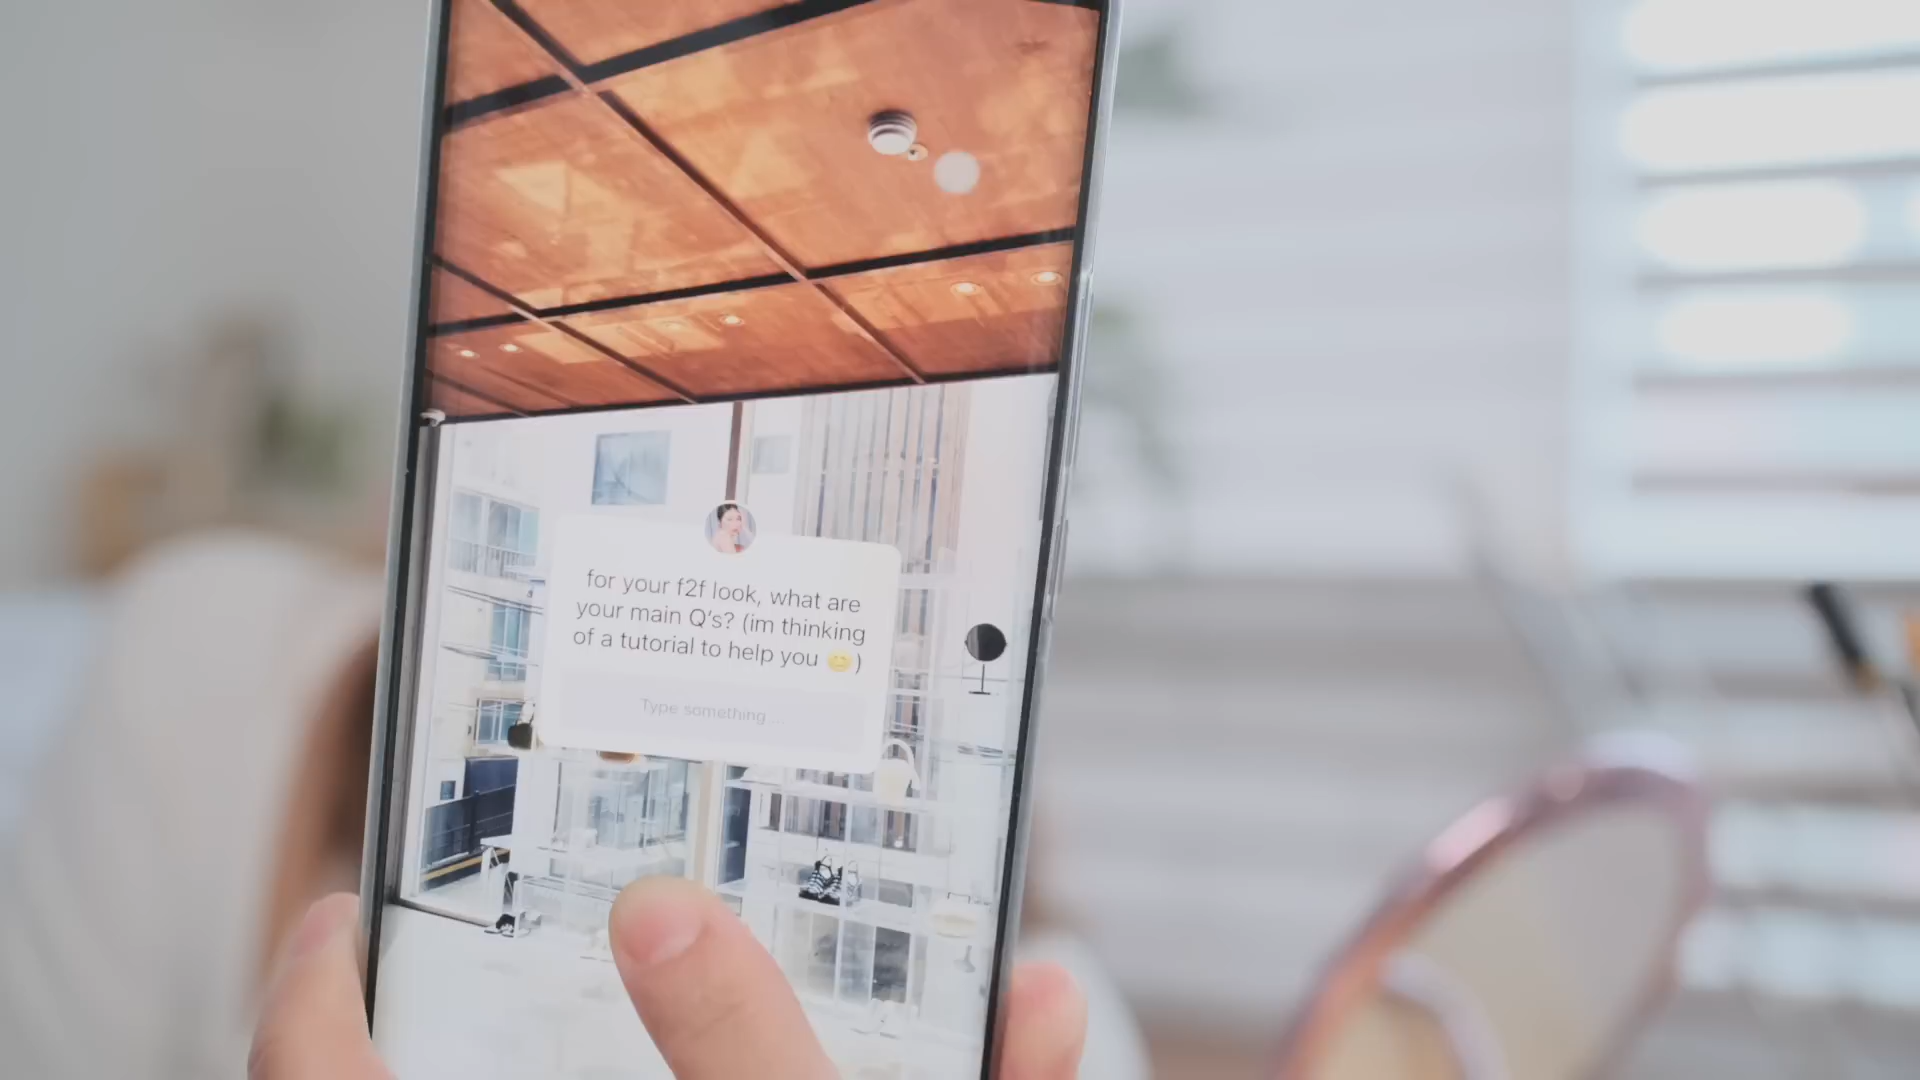 for your f2f look, what are
your main Q's? (im thinking
of a tutorial to help you 😊)
Type something...